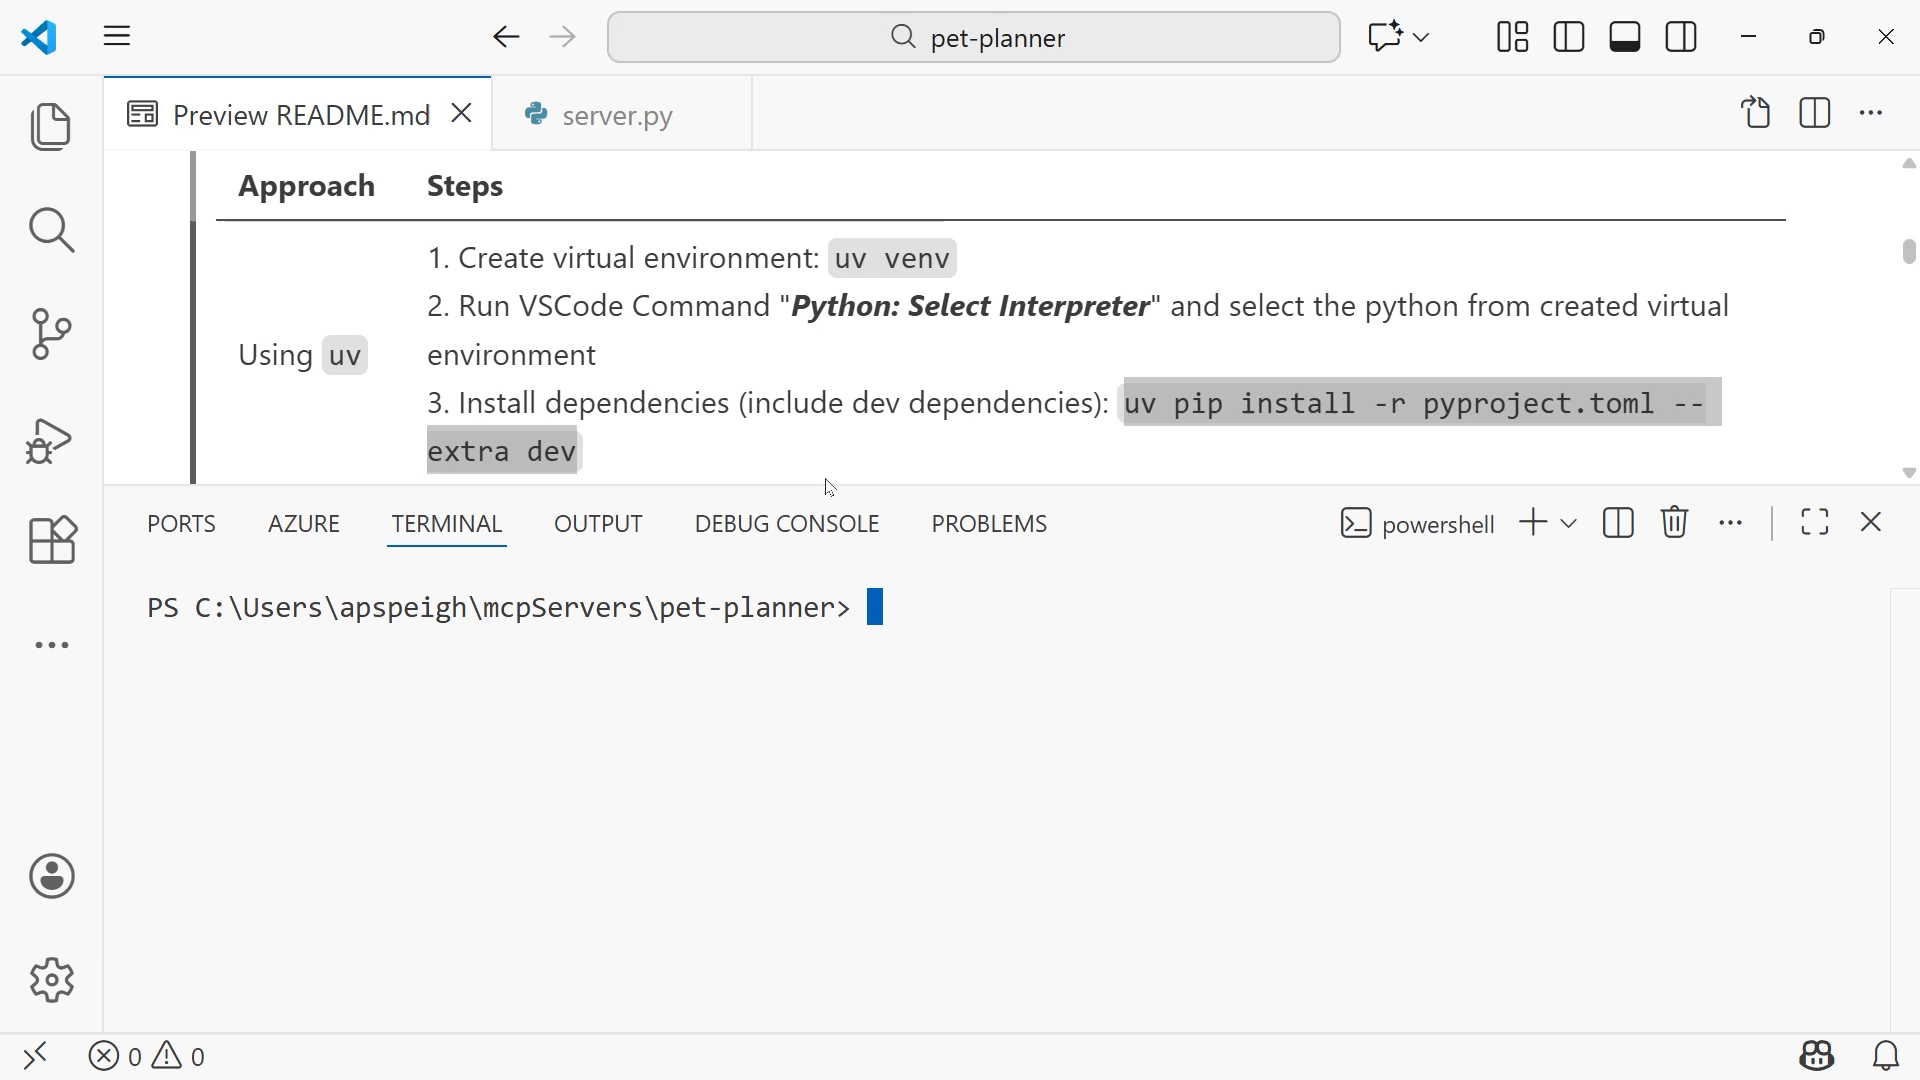 pet-planner
Preview README.md
server.py
Approach Steps
1. Create virtual environment: uv venv
2. Run VSCode Command "Python: Select Interpreter" and select the python from created virtual
Using uv
environment
3. Install dependencies (include dev dependencies): uv pip install -r pyproject.toml --
extra dev
PORTS AZURE TERMINAL OUTPUT DEBUG CONSOLE PROBLEMS powershell
PS C:\Users\apspeigh\mcpServers\pet-planner>
0 0